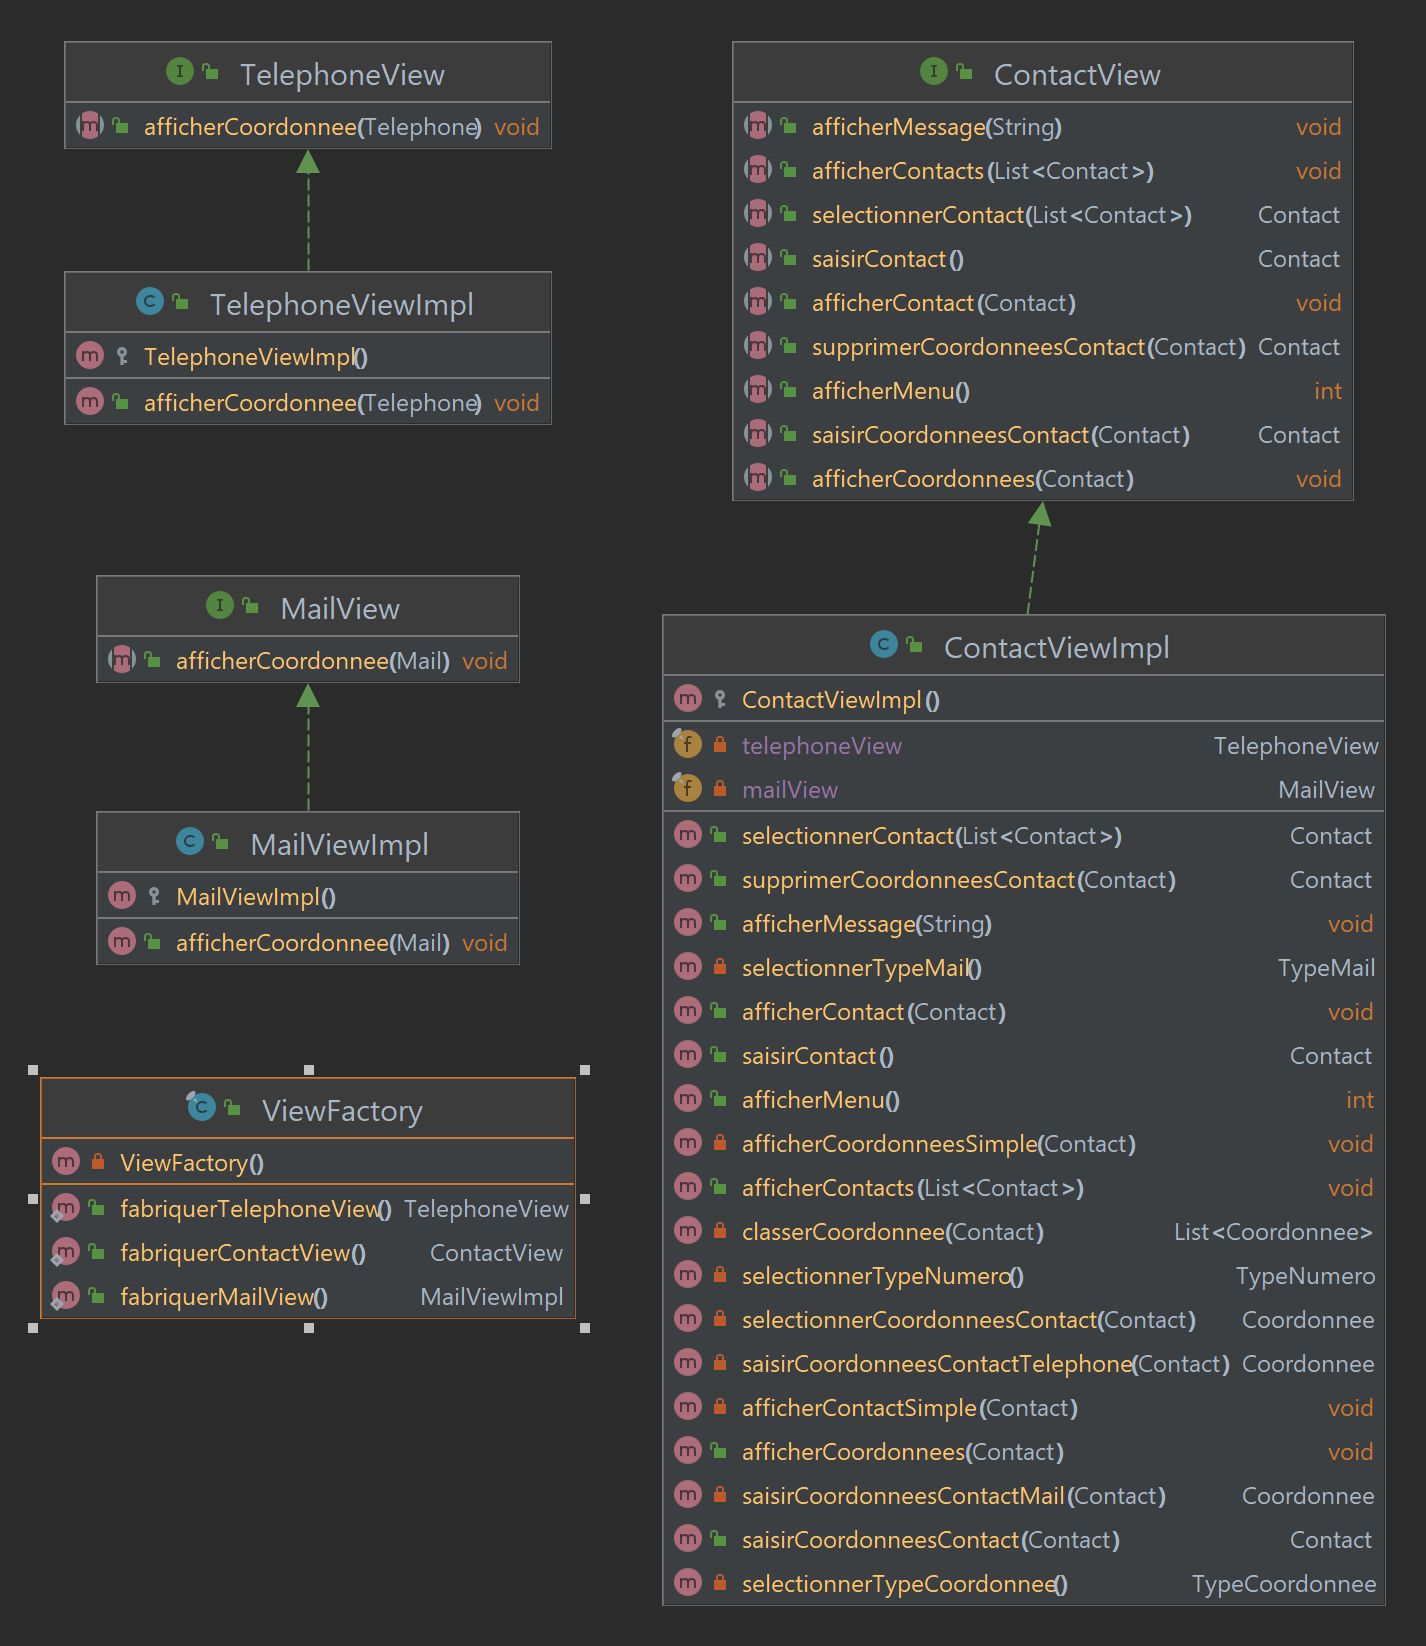 TelephoneView
afficherCoordonnee(Telephone) void
TelephoneViewImpl
TelephoneViewImpl()
afficherCoordonnee(Telephone) void
MailView
afficherCoordonnee(Mail) void
MailViewImpl
MailViewImpl()
afficherCoordonnee(Mail) void
ViewFactory
ViewFactory()
fabriquerTelephoneView() TelephoneView
fabriquerContactView() ContactView
fabriquerMailView() MailViewImpl
ContactView
afficherMessage(String) void
afficherContacts(List<Contact>) void
selectionnerContact(List<Contact>) Contact
saisirContact() Contact
afficherContact(Contact) void
supprimerCoordonneesContact(Contact) Contact
afficherMenu() int
saisirCoordonneesContact(Contact) Contact
afficherCoordonnees(Contact) void
ContactViewImpl
ContactViewImpl()
telephoneView TelephoneView
mailView MailView
selectionnerContact(List<Contact>) Contact
supprimerCoordonneesContact(Contact) Contact
afficherMessage(String) void
selectionnerTypeMail() TypeMail
afficherContact(Contact) void
saisirContact() Contact
afficherMenu() int
afficherCoordonneesSimple(Contact) void
afficherContacts(List<Contact>) void
classerCoordonnee(Contact) List<Coordonnee>
selectionnerTypeNumero() TypeNumero
selectionnerCoordonneesContact(Contact) Coordonnee
saisirCoordonneesContactTelephone(Contact) Coordonnee
afficherContactSimple(Contact) void
afficherCoordonnees(Contact) void
saisirCoordonneesContactMail(Contact) Coordonnee
saisirCoordonneesContact(Contact) Contact
selectionnerTypeCoordonnee() TypeCoordonnee